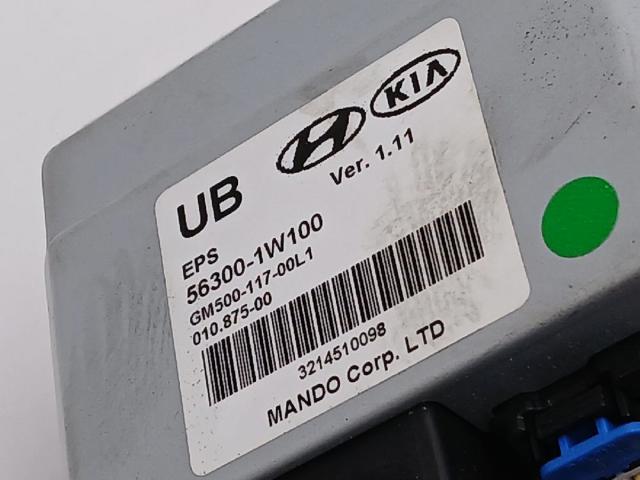 KIA
UB
Ver. 1.11
EPS
56300-1W100
GM500-117-00L1
010.875-00
3214510098
MANDO Corp. LTD